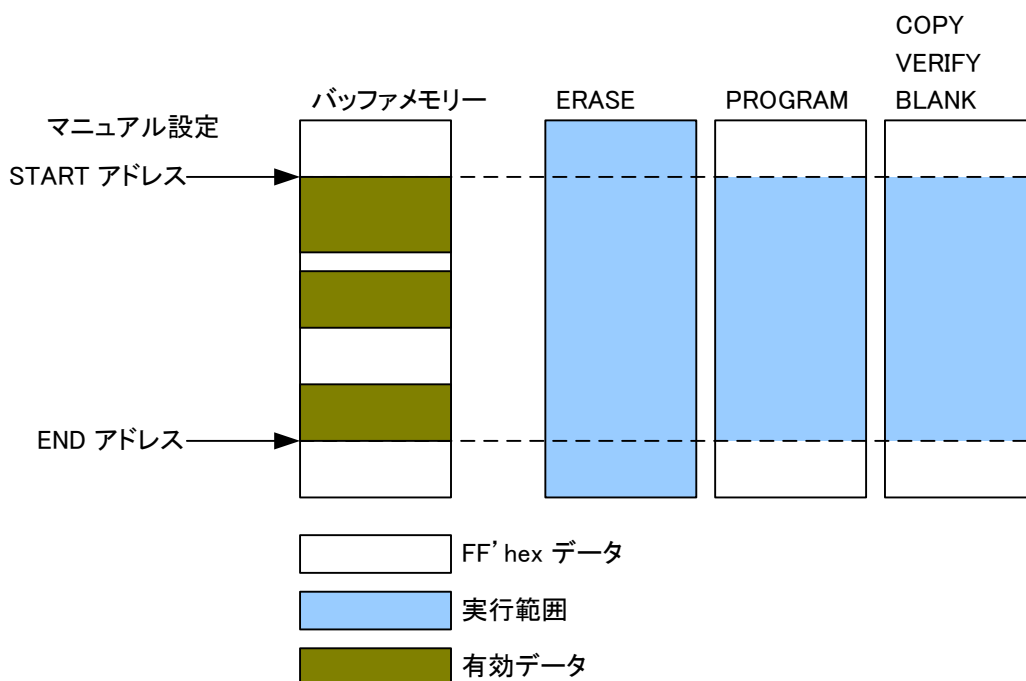 COPY
VERIFY
バッファメモリー ERASE PROGRAM BLANK
マニュアル設定
START アドレス
END アドレス
FF'hex データ
実行範囲
有効データ